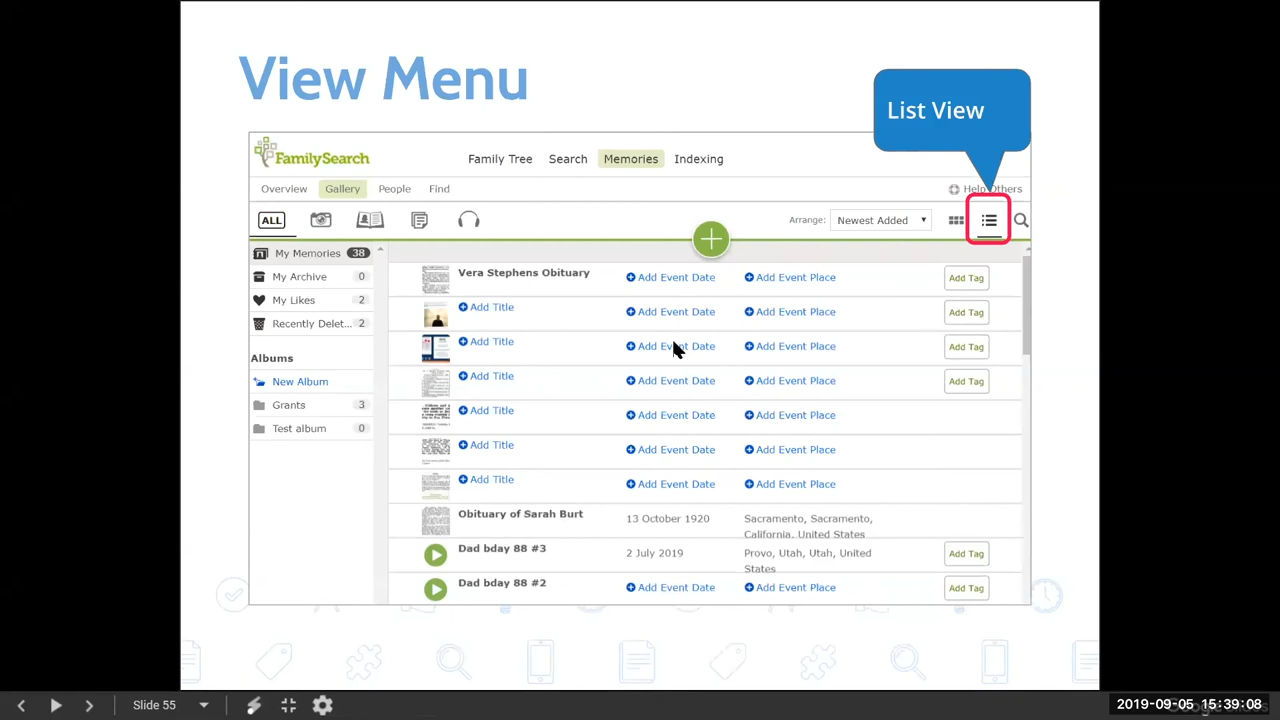 View Menu
List View
FamilySearch
Family Tree Search Memories Indexing
Overview Gallery People Find
Help Others
ALL
Arrange: Newest Added
My Memories 38
My Archive 0
My Likes 2
Recently Delet... 2
Albums
New Album
Grants 3
Test album 0
Vera Stephens Obituary Add Event Date Add Event Place Add Tag
Add Title Add Event Date Add Event Place Add Tag
Add Title Add Event Date Add Event Place Add Tag
Add Title Add Event Date Add Event Place Add Tag
Add Title Add Event Date Add Event Place
Add Title Add Event Date Add Event Place
Add Title Add Event Date Add Event Place
Obituary of Sarah Burt 13 October 1920 Sacramento, Sacramento,
California, United States
Dad bday 88 #3 2 July 2019 Provo, Utah, Utah, United Add Tag
States
Dad bday 88 #2 Add Event Date Add Event Place Add Tag
Slide 55
2019-09-05 15:39:08